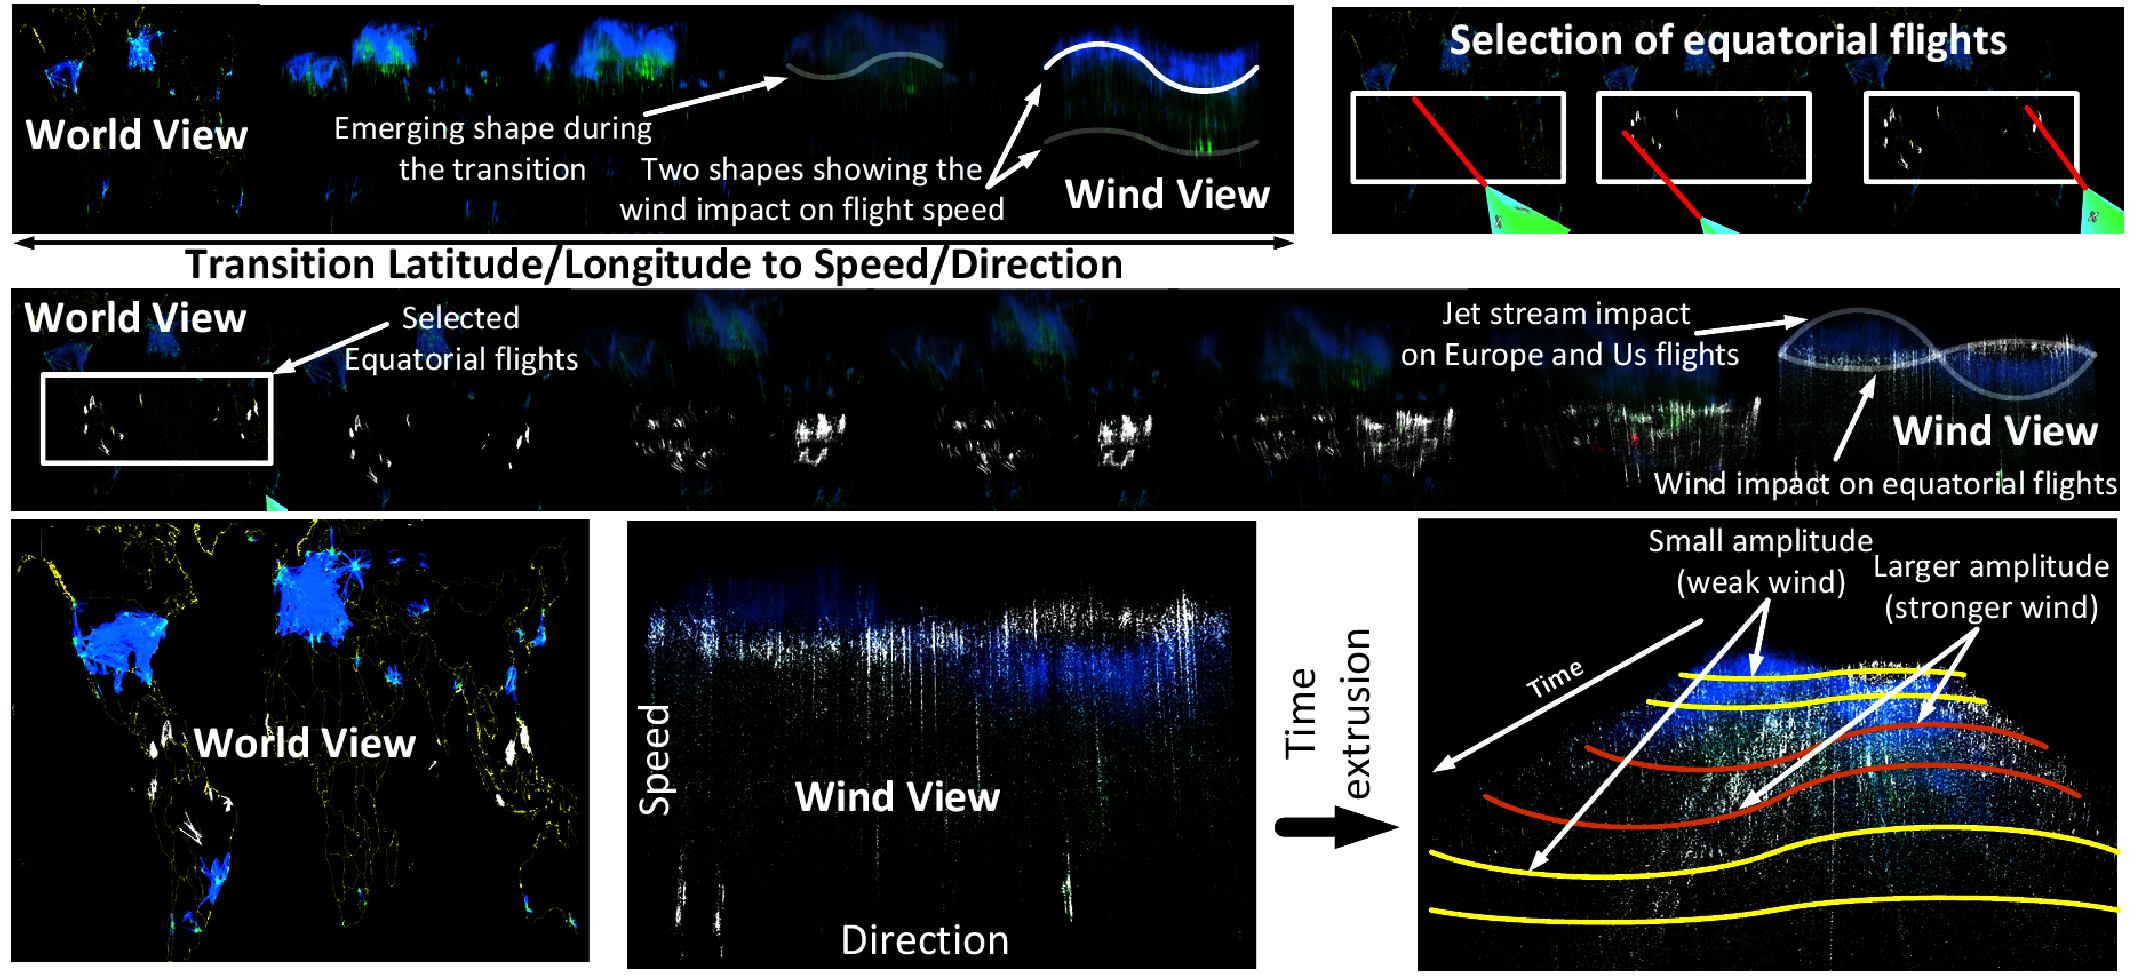 World View
Emerging shape during
the transition
Two shapes showing the
wind impact on flight speed
Wind View
Selection of equatorial flights
Transition Latitude/Longitude to Speed/Direction
World View
Selected
Equatorial flights
Jet stream impact
on Europe and Us flights
Wind View
Wind impact on equatorial flights
World View
Speed
Wind View
Direction
Time
extrusion
Small amplitude
(weak wind)
Larger amplitude
(stronger wind)
Time